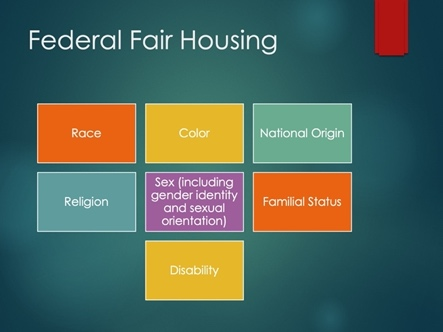 Federal Fair Housing
Race
Color
National Origin
Religion
Sex (including
gender identity
and sexual
orientation)
Familial Status
Disability